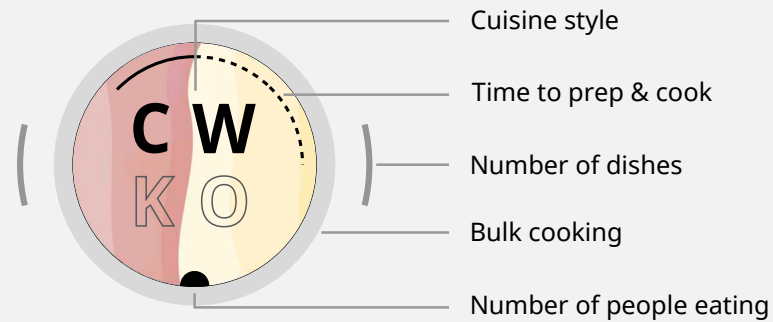 Cuisine style
Time to prep & cook
C W
K O
Number of dishes
Bulk cooking
Number of people eating